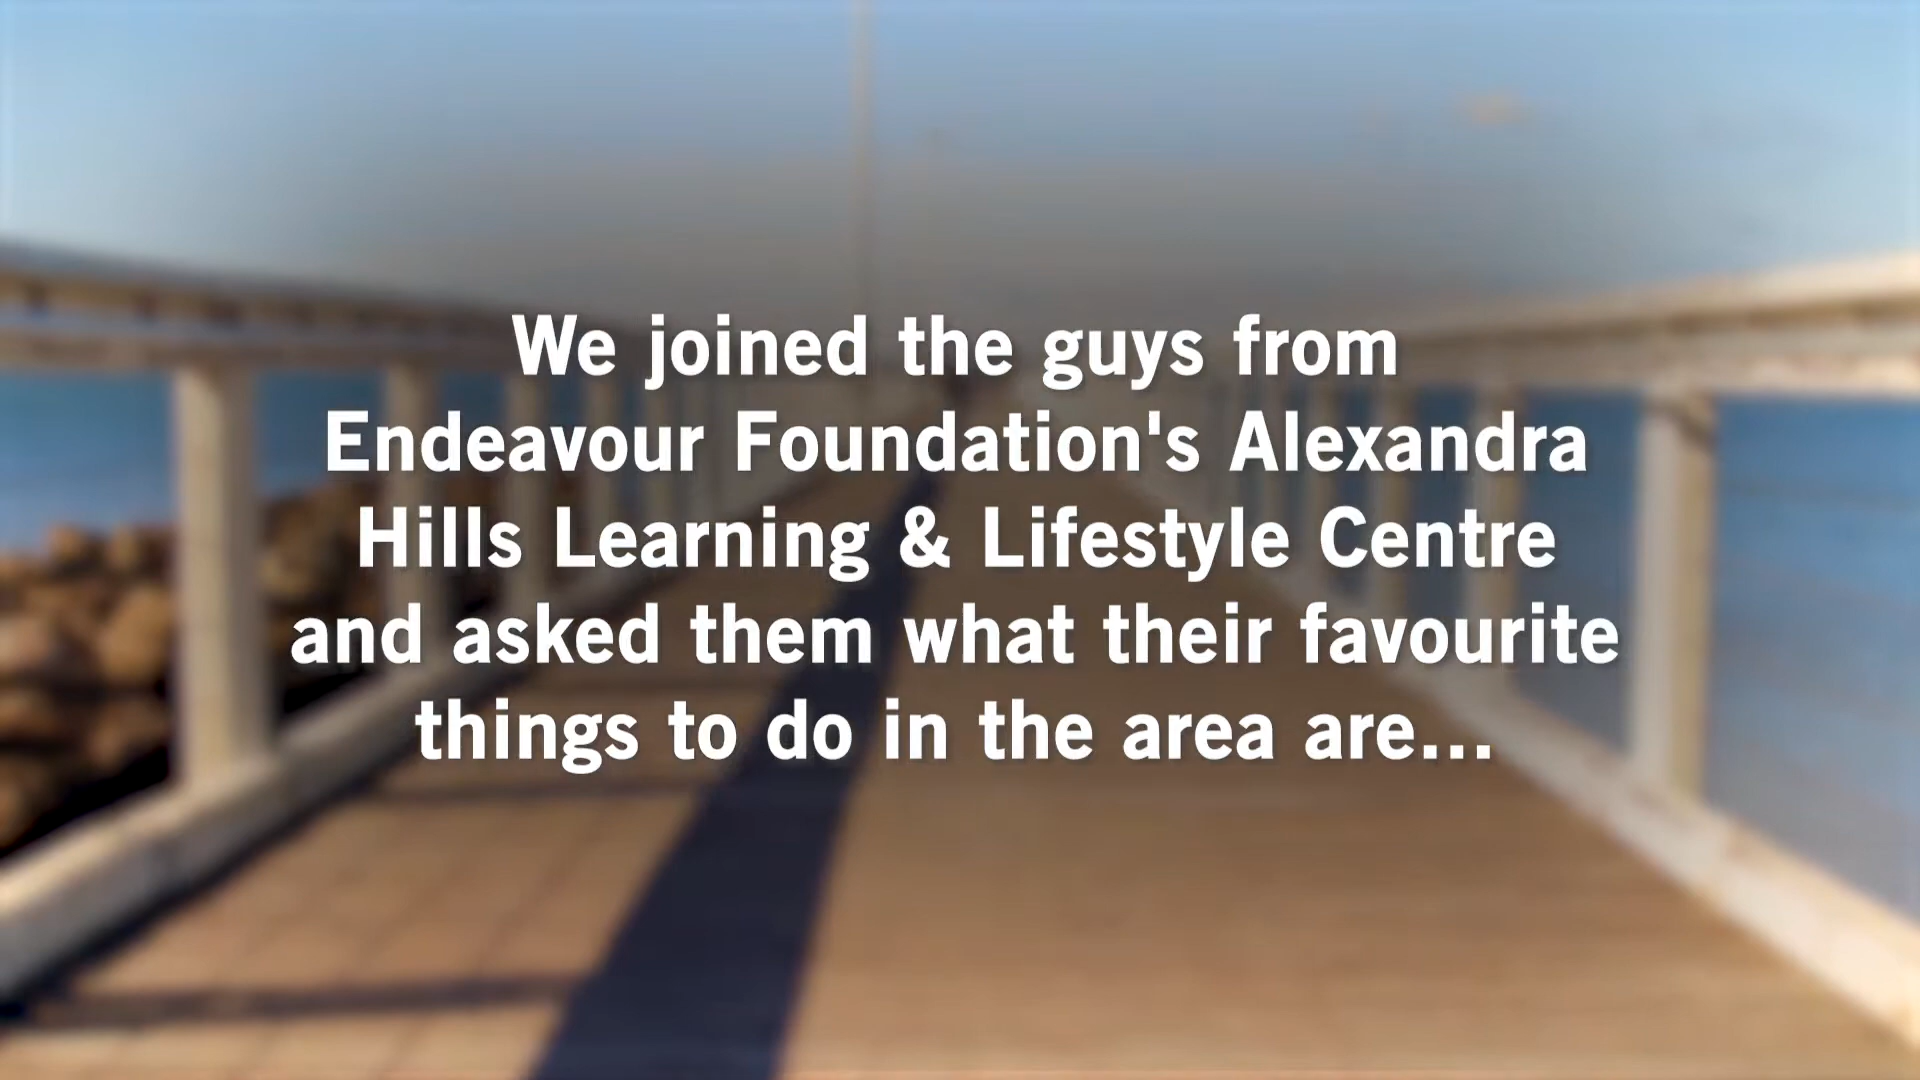 We joined the guys from
Endeavour Foundation's Alexandra
Hills Learning & Lifestyle Centre
and asked them what their favourite
things to do in the area are...